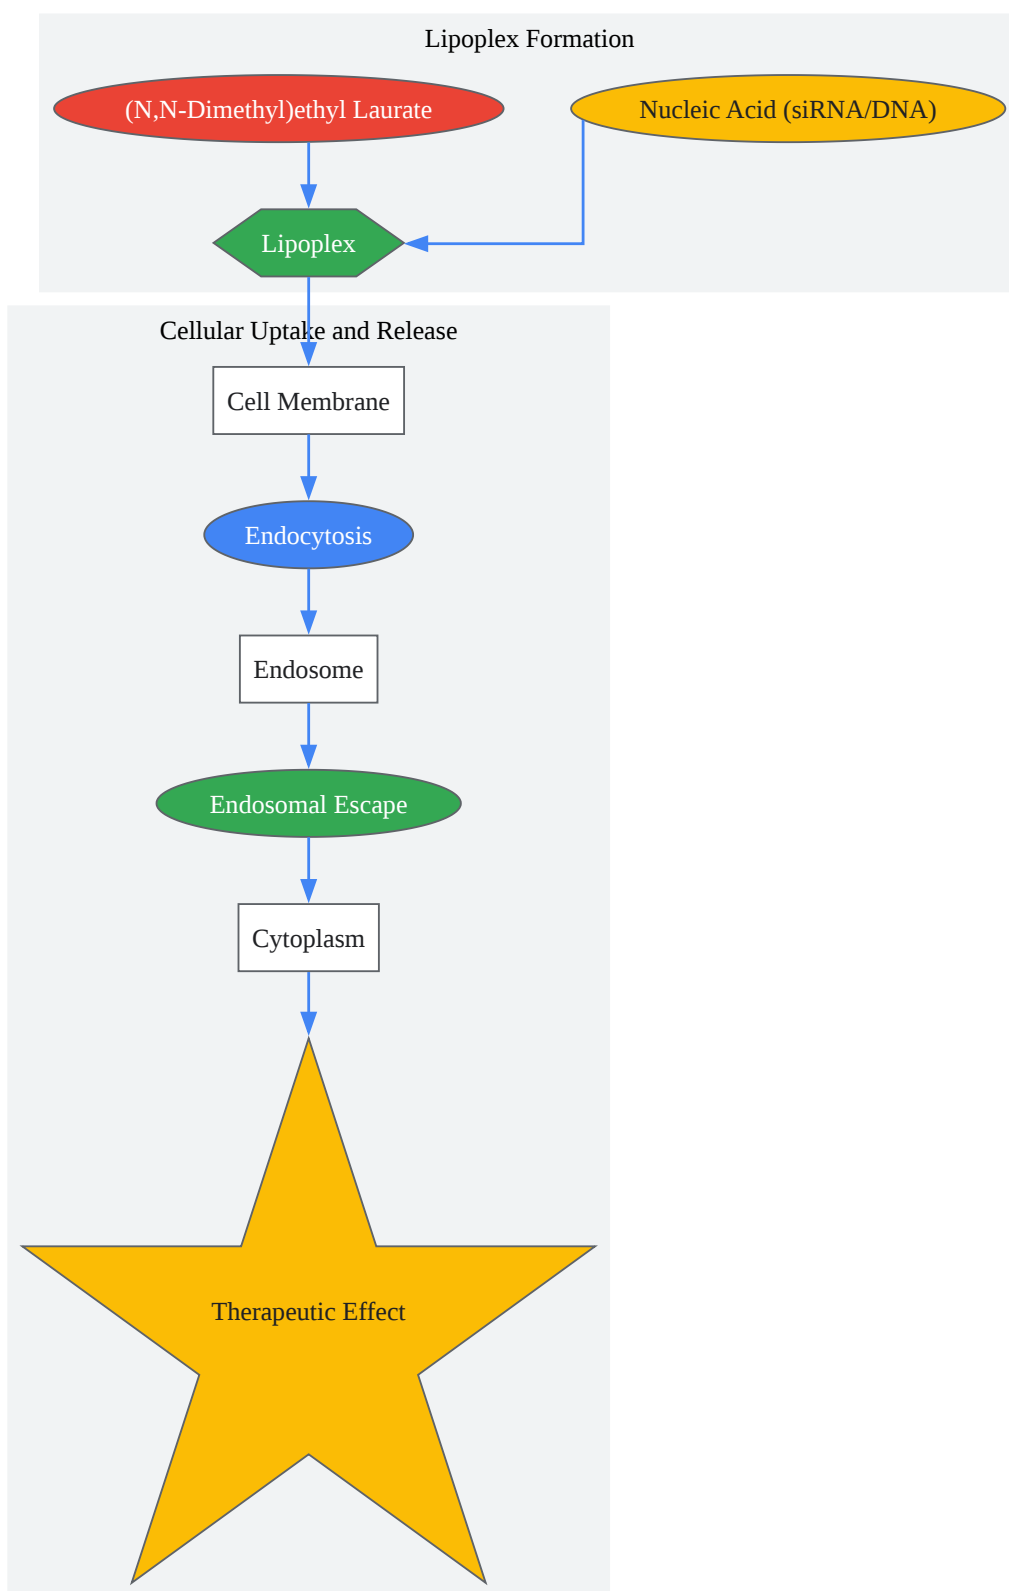 Lipoplex Formation
(N,N-Dimethyl)ethyl Laurate
Nucleic Acid (siRNA/DNA)
Lipoplex
Cellular Uptake and Release
Cell Membrane
Endocytosis
Endosome
Endosomal Escape
Cytoplasm
Therapeutic Effect